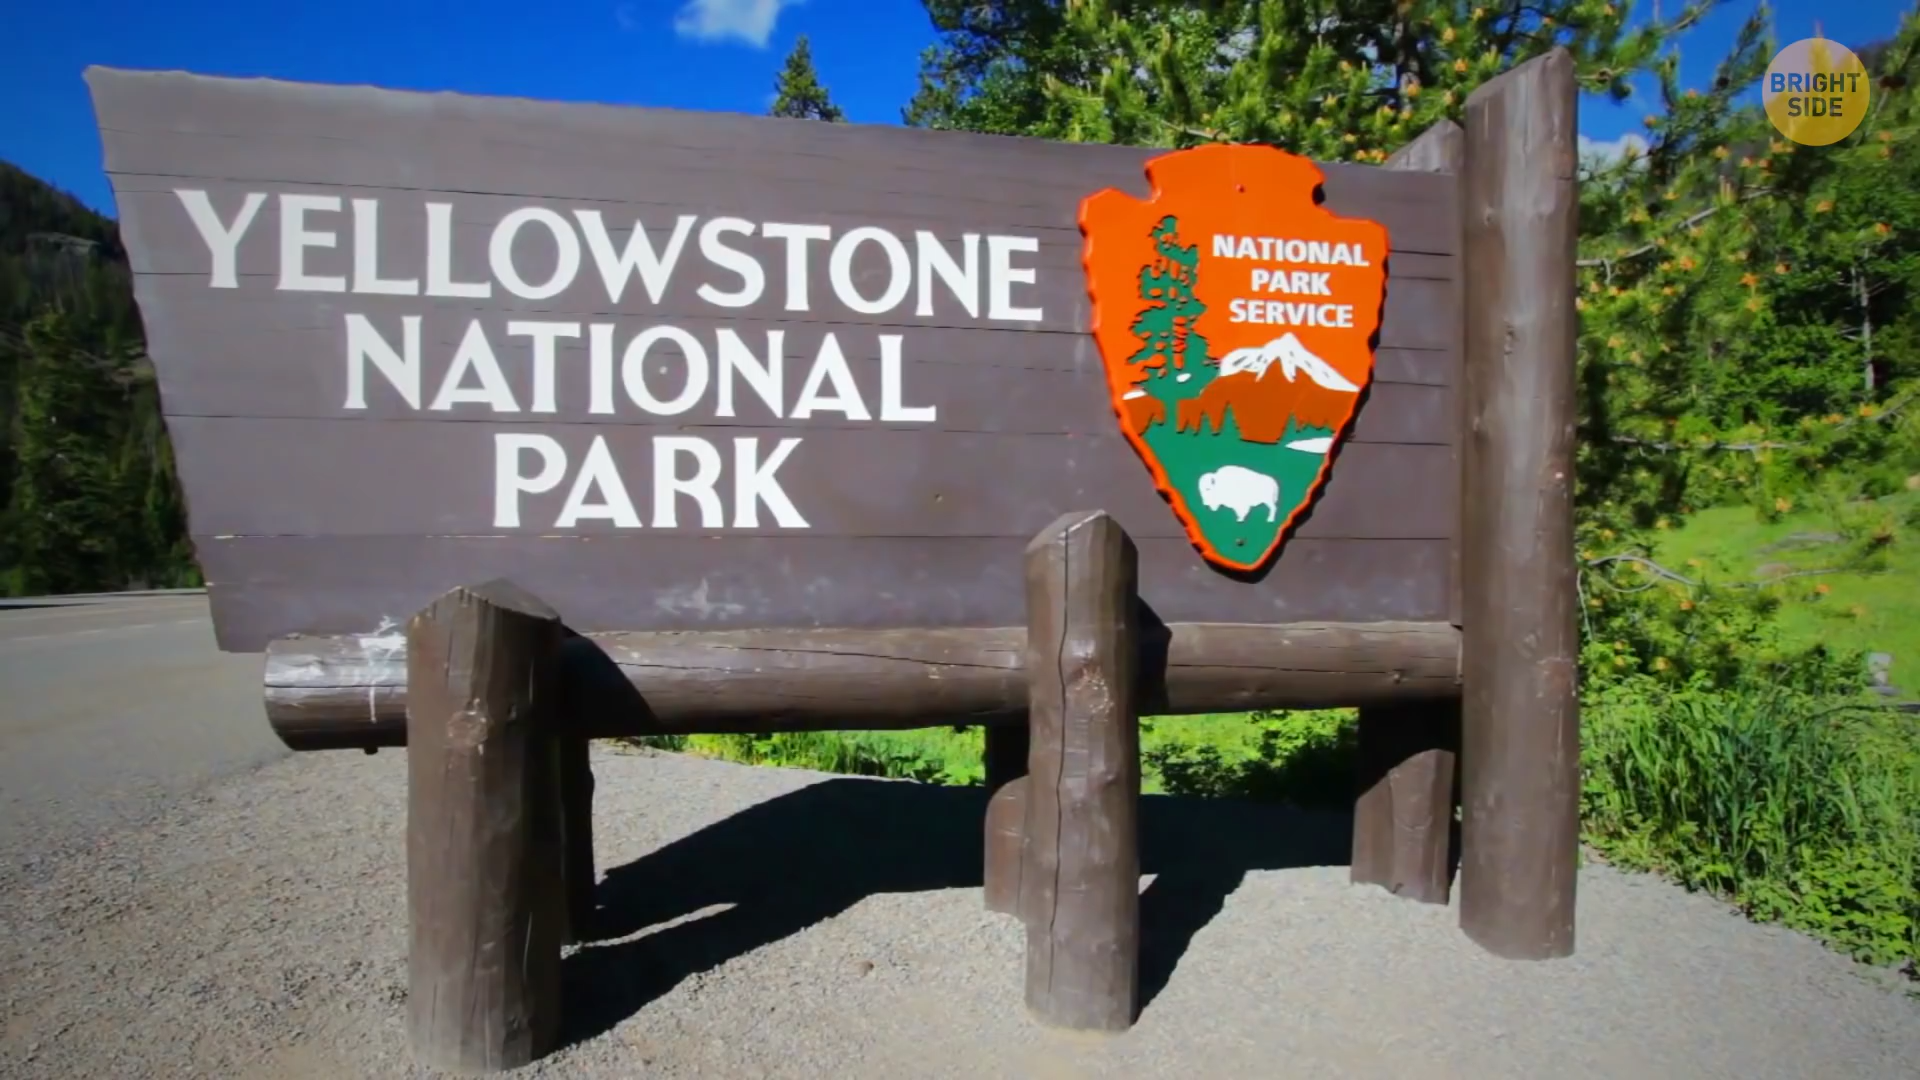 YELLOWSTONE
NATIONAL
PARK
NATIONAL
PARK
SERVICE
BRIGHT
SIDE